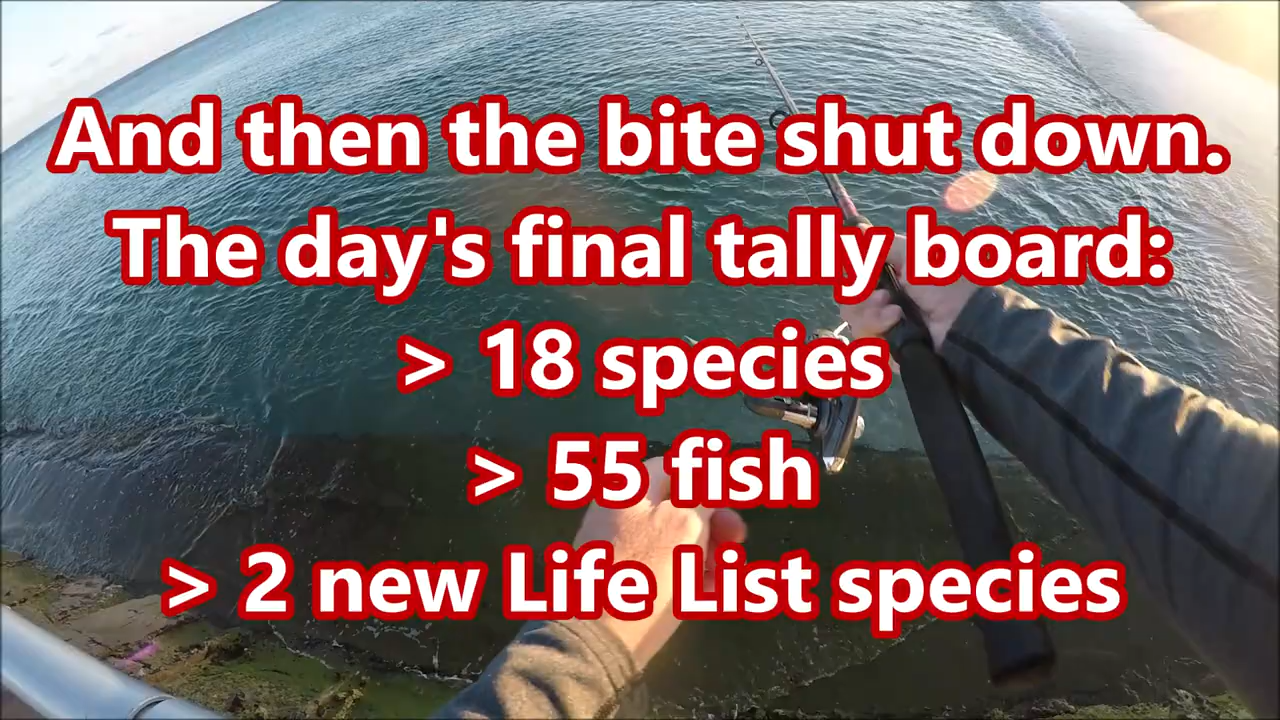 And then the bite shut down.
The day's final tally board:
> 18 species
> 55 fish
> 2 new Life List species